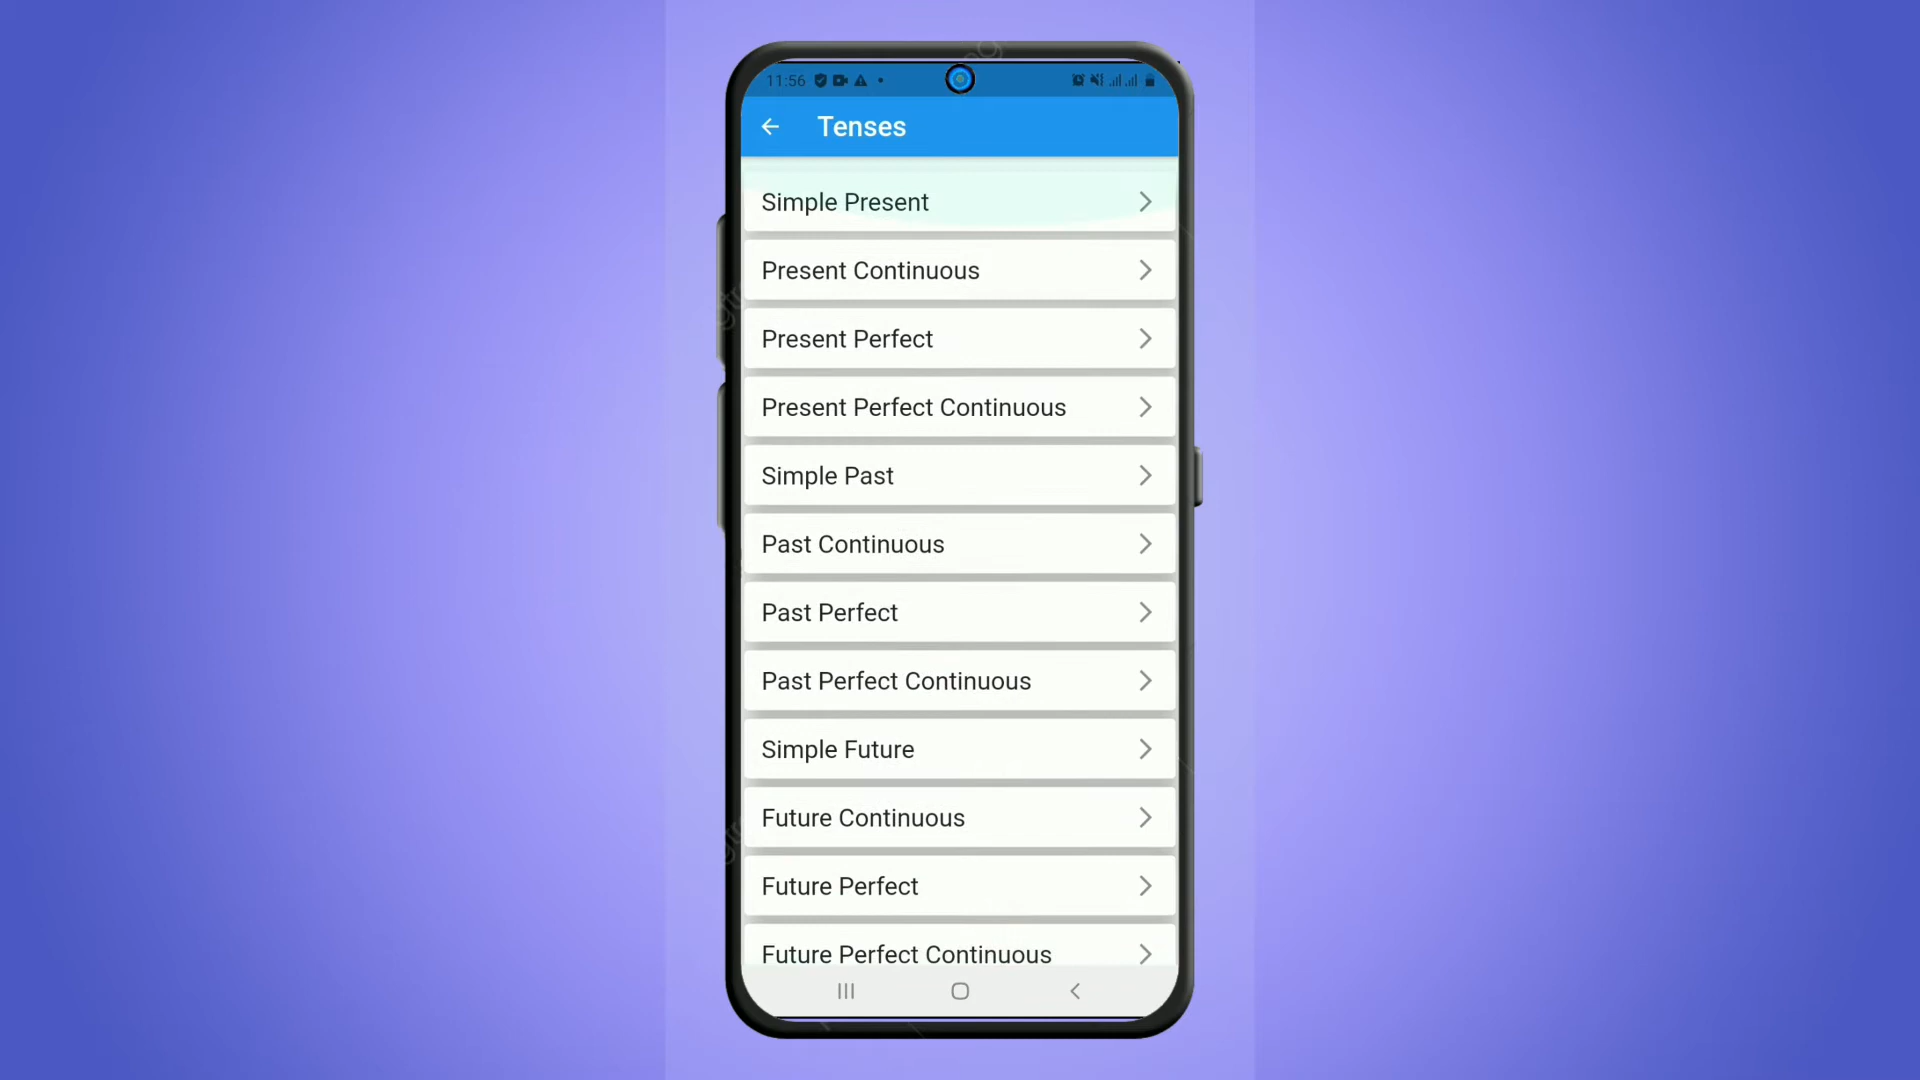 11:56
Tenses
Simple Present
Present Continuous
Present Perfect
Present Perfect Continuous
Simple Past
Past Continuous
Past Perfect
Past Perfect Continuous
Simple Future
Future Continuous
Future Perfect
Future Perfect Continuous